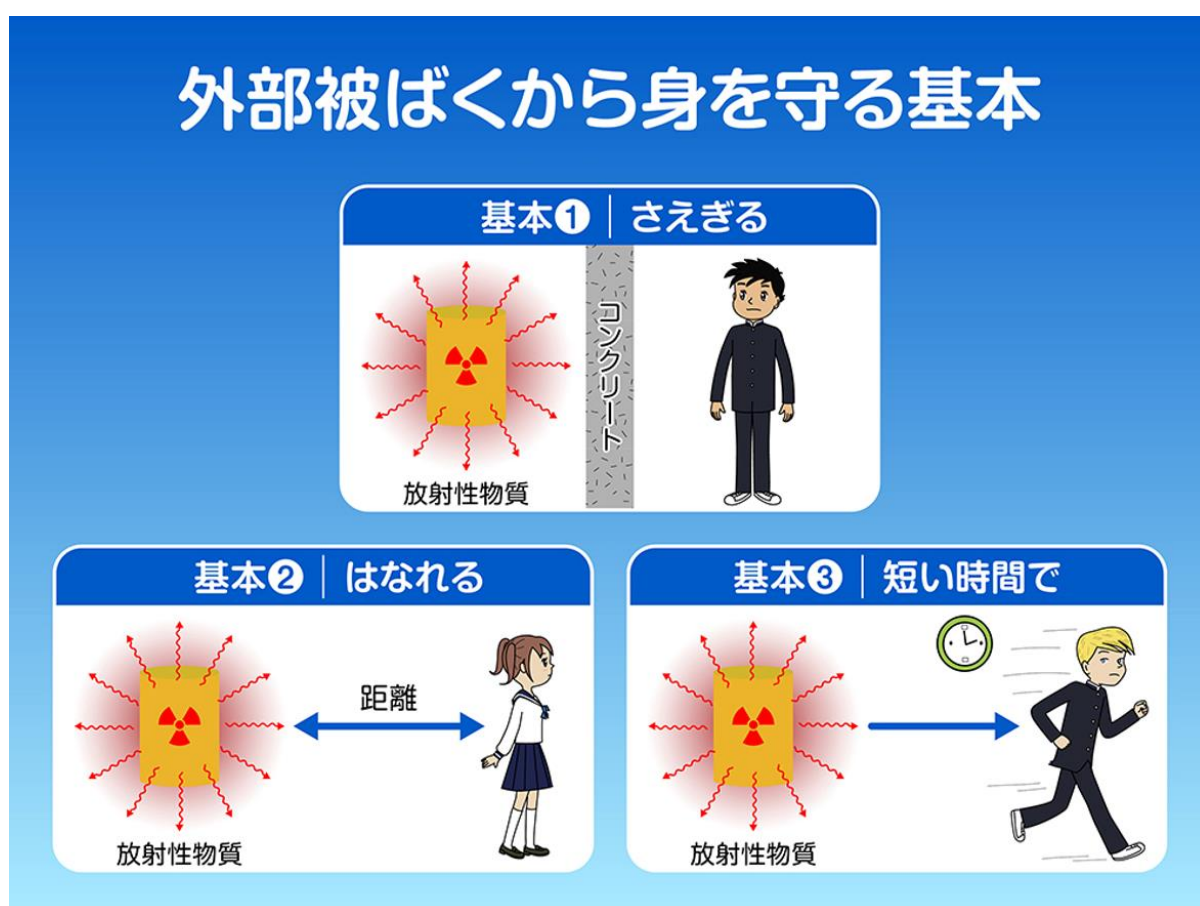 外部被ばくから身を守る基本
基本❶│さえぎる
コンクリート
放射性物質
基本❷│はなれる
距離
放射性物質
基本❸│短い時間で
放射性物質